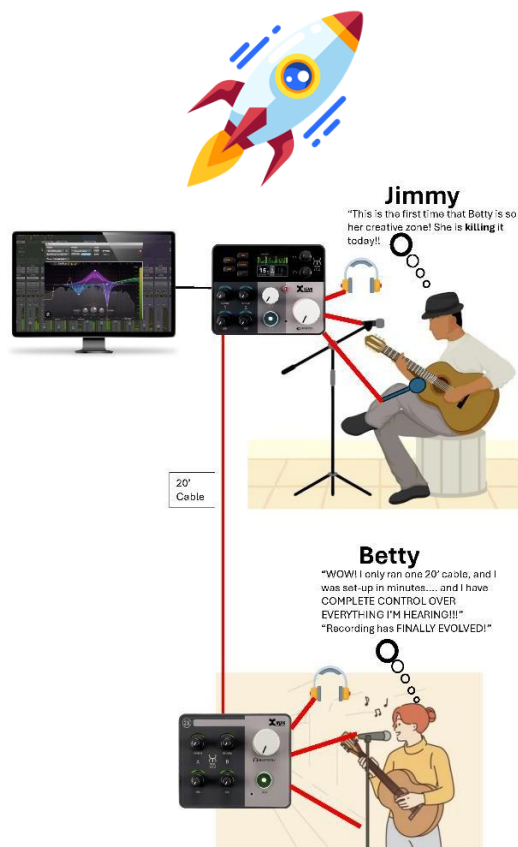 Jimmy
"This is the first time that Betty is so
her creative zone! She is killing it
today!!
20'
Cable
Betty
"WOW! I only ran one 20' cable, and I
was set-up in minutes.... and I have
COMPLETE CONTROL OVER
EVERYTHING I'M HEARING!!!"
"Recording has FINALLY EVOLVED!"
A
B